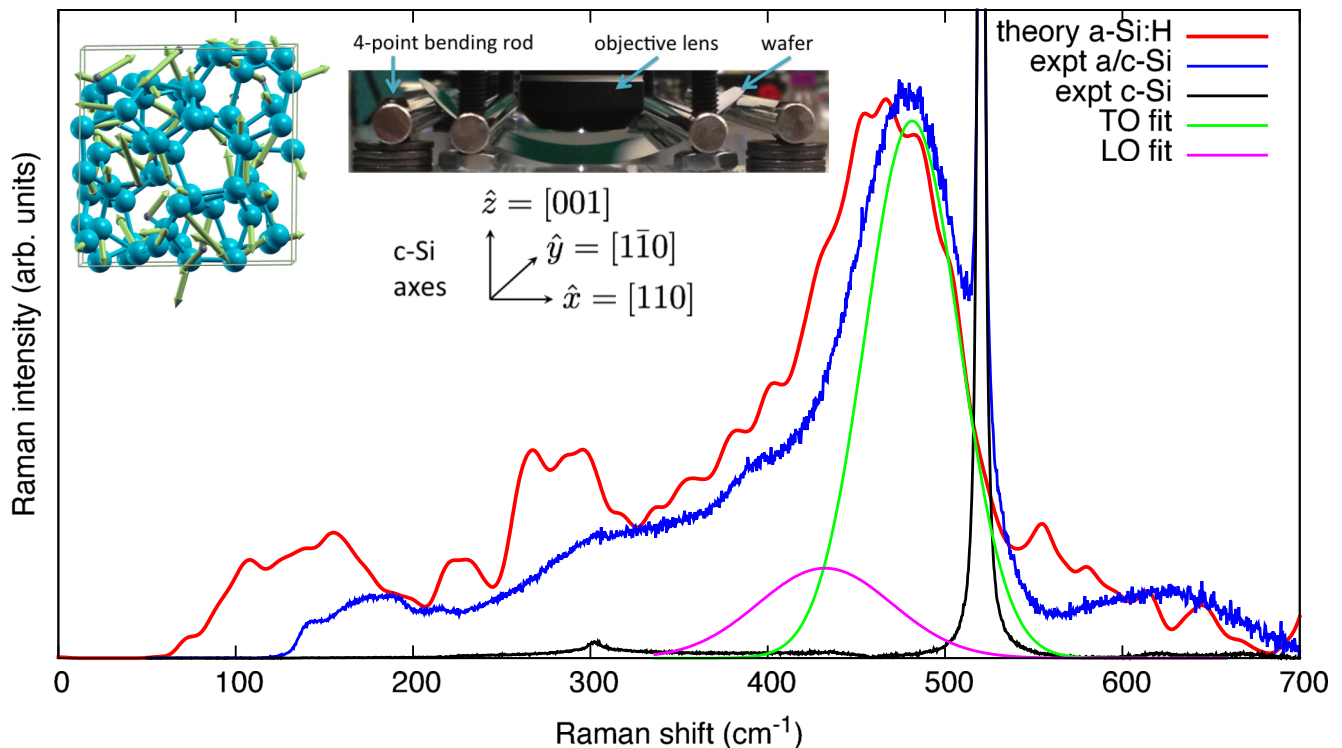 4-point bending rod
objective lens
wafer
theory a-Si:H
expt a/c-Si
expt c-Si
TO fit
LO fit
ẑ = [001]
c-Si
axes
ŷ = [11̄0]
x̂ = [110]
Raman intensity (arb. units)
0 100 200 300 400 500 600 700
Raman shift (cm⁻¹)